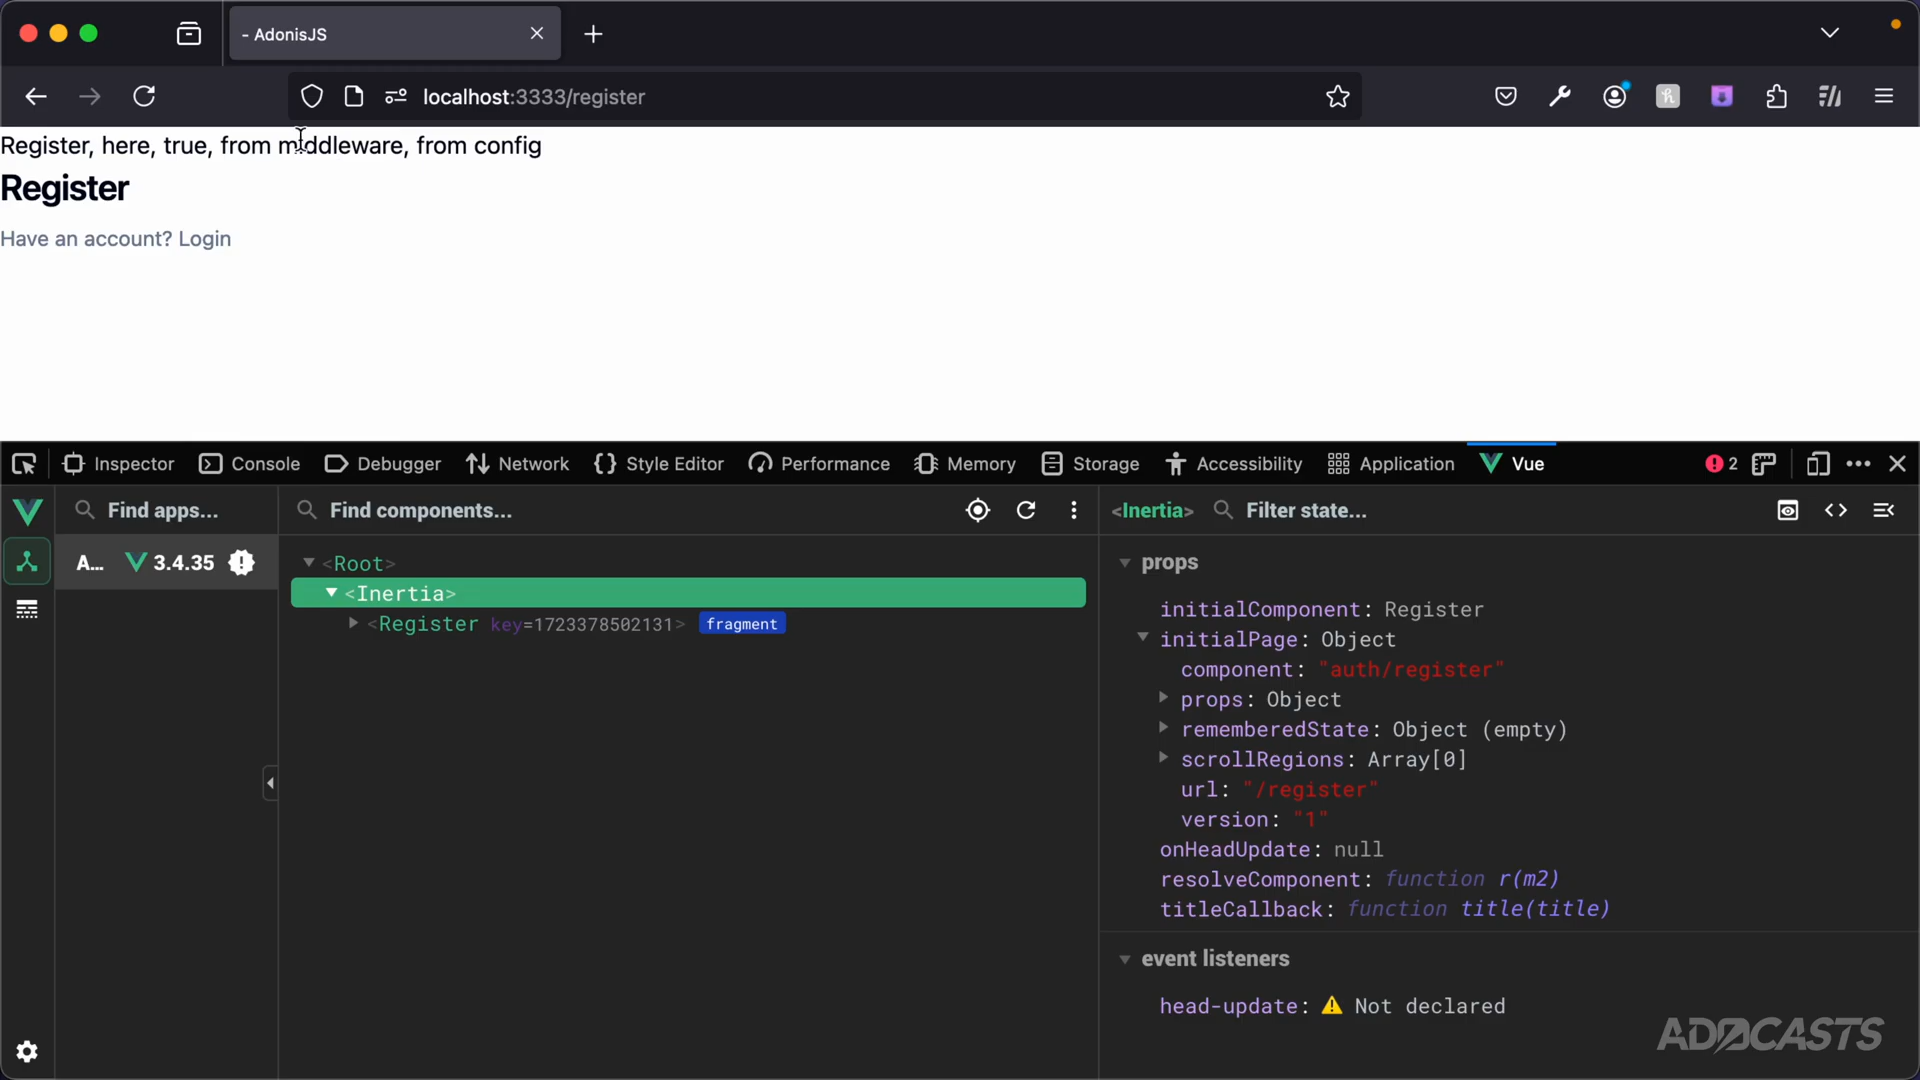 - AdonisJS
localhost:3333/register
Register, here, true, from middleware, from config
Register
Have an account? Login
Inspector Console Debugger Network Style Editor Performance Memory Storage Accessibility Application Vue 2
Find apps... Find components... <Inertia> Filter state...
A... 3.4.35
<Root>
<Inertia>
<Register key=1723378502131> fragment
props
initialComponent: Register
initialPage: Object
component: "auth/register"
props: Object
rememberedState: Object (empty)
scrollRegions: Array[0]
url: "/register"
version: "1"
onHeadUpdate: null
resolveComponent: function r(m2)
titleCallback: function title(title)
event listeners
head-update: ⚠ Not declared
ADOCASTS